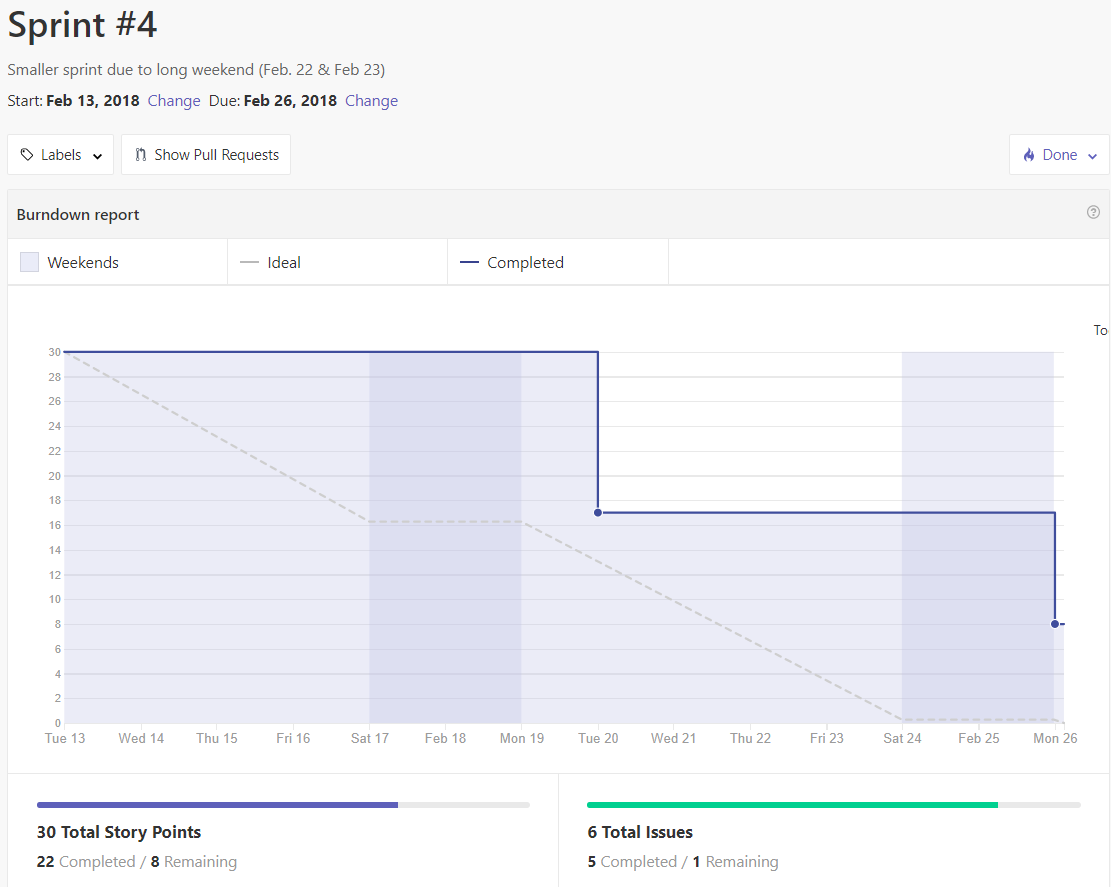 Sprint #4
Smaller sprint due to long weekend (Feb. 22 & Feb 23)
Start: Feb 13, 2018 Change Due: Feb 26, 2018 Change
Labels Show Pull Requests Done
Burndown report
Weekends Ideal Completed
To
30
28
26
24
22
20
18
16
14
12
10
8
6
4
2
0
Tue 13 Wed 14 Thu 15 Fri 16 Sat 17 Feb 18 Mon 19 Tue 20 Wed 21 Thu 22 Fri 23 Sat 24 Feb 25 Mon 26
30 Total Story Points
22 Completed / 8 Remaining
6 Total Issues
5 Completed / 1 Remaining